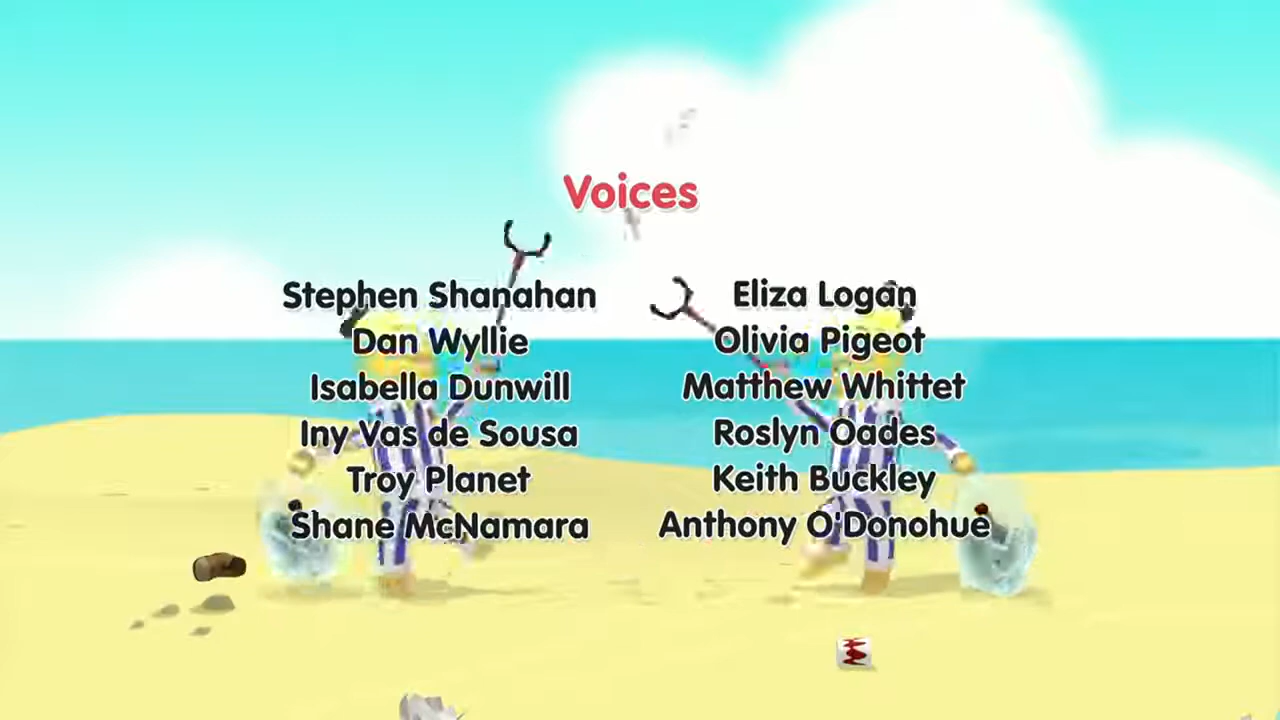 Voices
Stephen Shanahan
Dan Wyllie
Isabella Dunwill
Iny Vas de Sousa
Troy Planet
Shane McNamara
Eliza Logan
Olivia Pigeot
Matthew Whittet
Roslyn Oades
Keith Buckley
Anthony O'Donohue